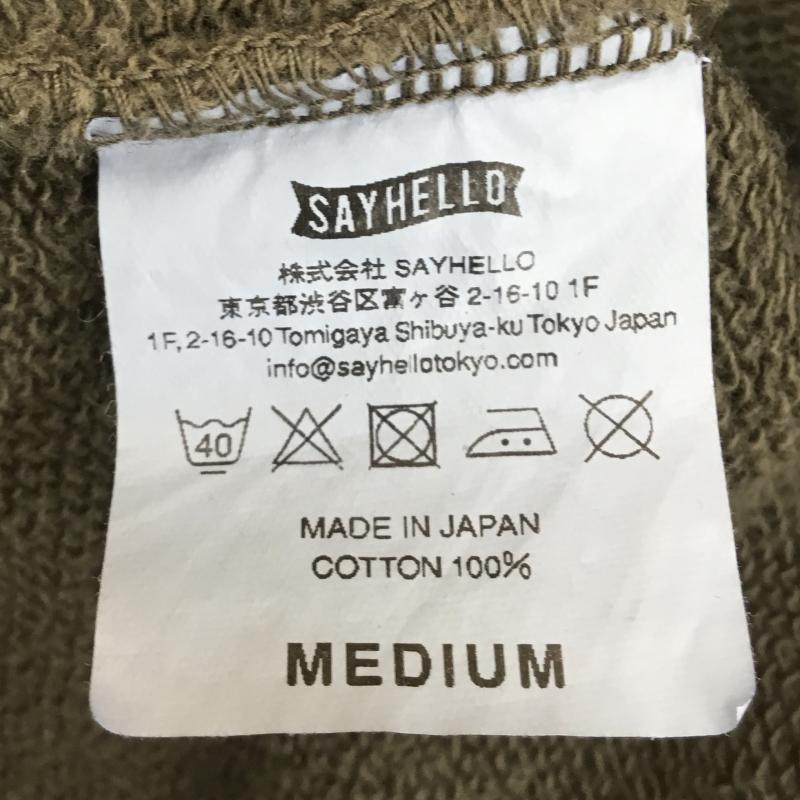 SAYHELLO
株式会社 SAYHELLO
東京都渋谷区富ヶ谷 2-16-10 1F
1F, 2-16-10 Tomigaya Shibuya-ku Tokyo Japan
info@sayhellotokyo.com
40
MADE IN JAPAN
COTTON 100%
MEDIUM